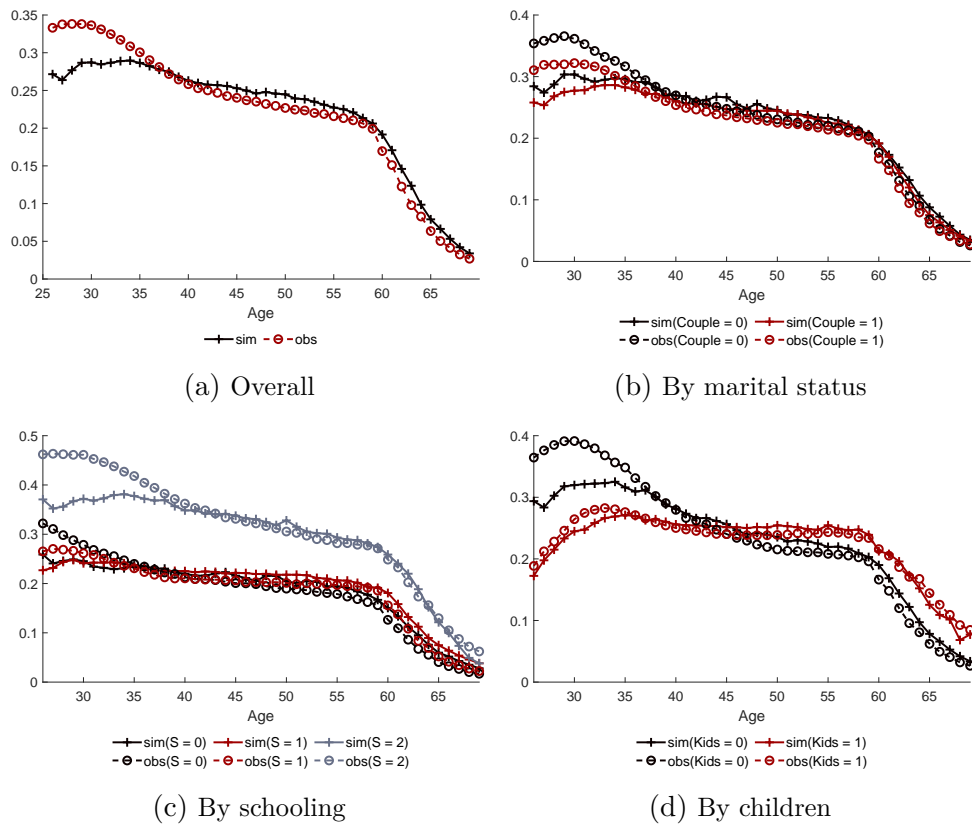 0.35
0.3
0.25
0.2
0.15
0.1
0.05
0
25 30 35 40 45 50 55 60 65
Age
sim obs
(a) Overall
0.4
0.3
0.2
0.1
0
30 35 40 45 50 55 60 65
Age
sim(Couple = 0) sim(Couple = 1)
obs(Couple = 0) obs(Couple = 1)
(b) By marital status
0.5
0.4
0.3
0.2
0.1
0
30 35 40 45 50 55 60 65
Age
sim(S = 0) sim(S = 1) sim(S = 2)
obs(S = 0) obs(S = 1) obs(S = 2)
(c) By schooling
0.4
0.3
0.2
0.1
0
30 35 40 45 50 55 60 65
Age
sim(Kids = 0) sim(Kids = 1)
obs(Kids = 0) obs(Kids = 1)
(d) By children